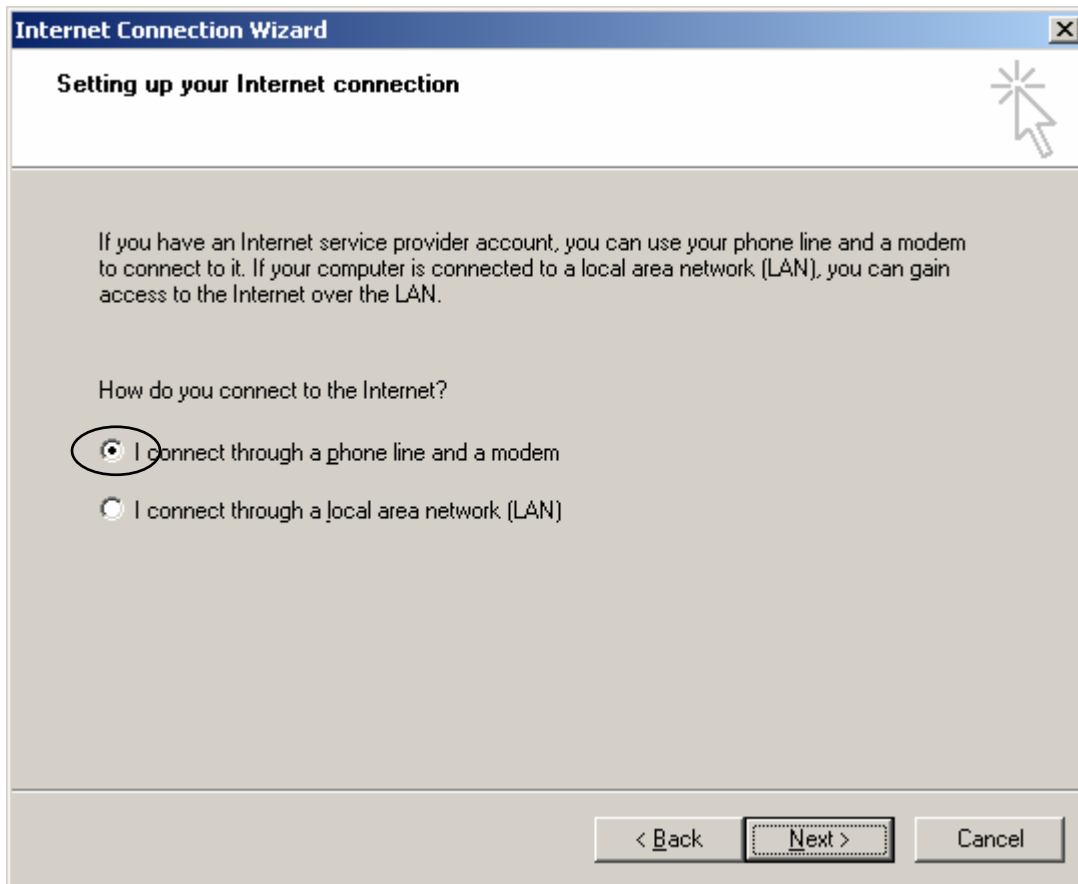 Internet Connection Wizard
Setting up your Internet connection
If you have an Internet service provider account, you can use your phone line and a modem
to connect to it. If your computer is connected to a local area network (LAN), you can gain
access to the Internet over the LAN.
How do you connect to the Internet?
I connect through a phone line and a modem
I connect through a local area network (LAN)
< Back Next > Cancel